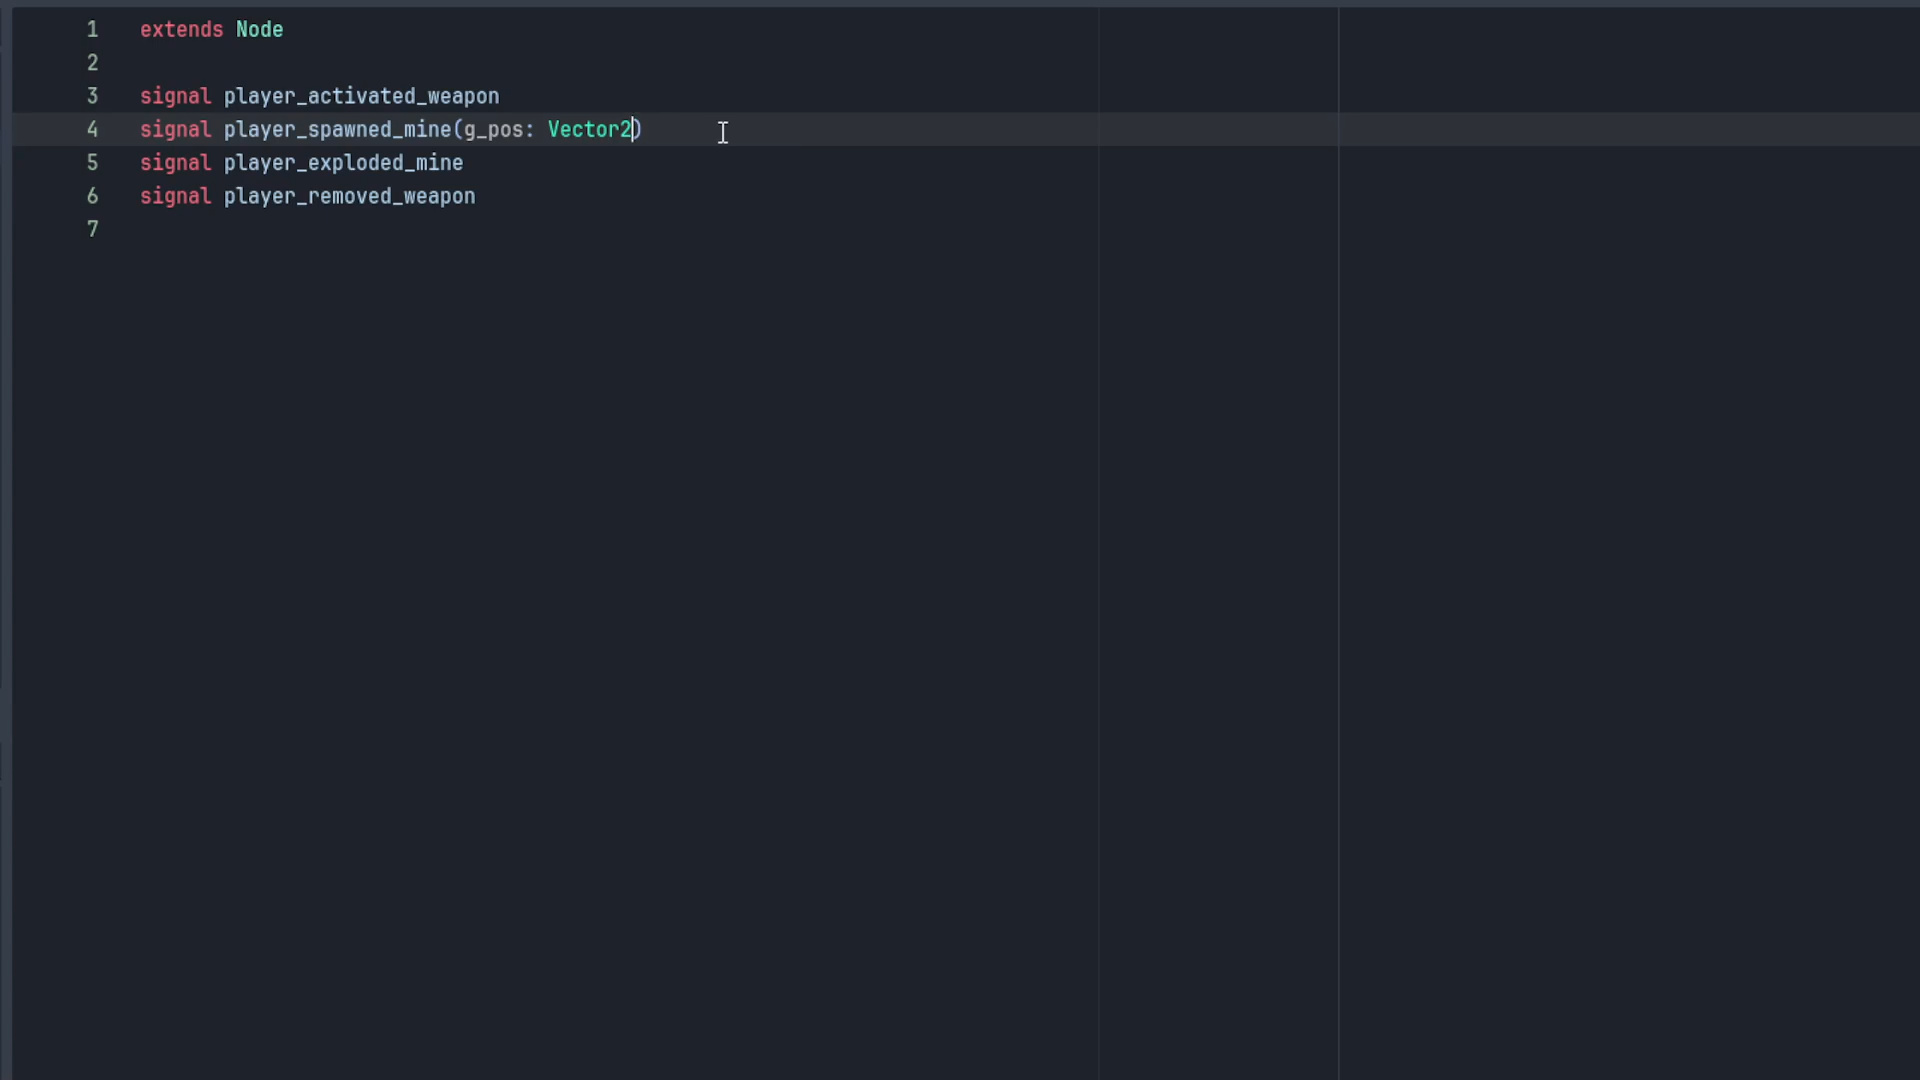 1 extends Node
2
3 signal player_activated_weapon
4 signal player_spawned_mine(g_pos: Vector2)
5 signal player_exploded_mine
6 signal player_removed_weapon
7